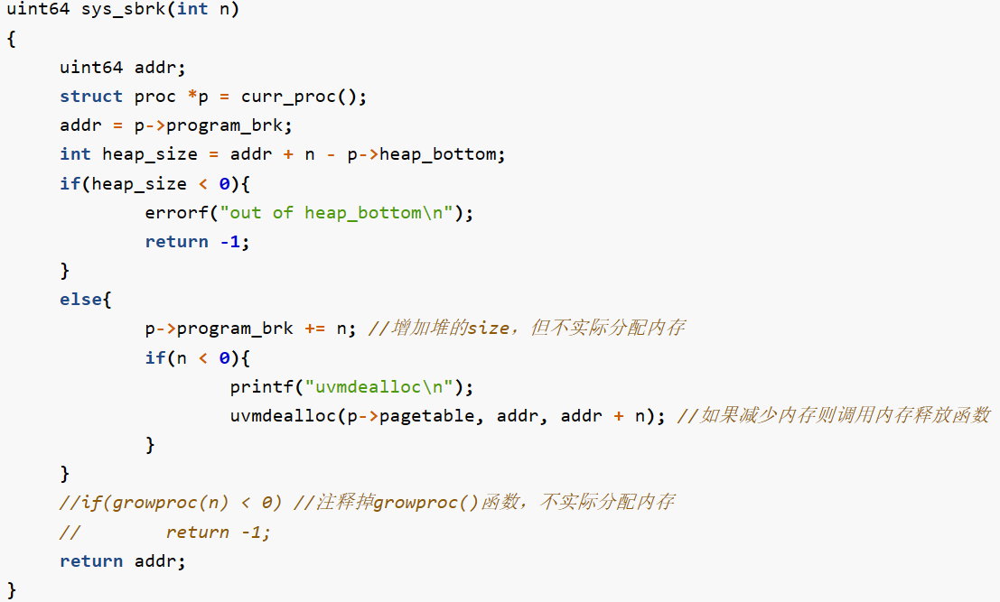 uint64 sys_sbrk(int n)
{
uint64 addr;
struct proc *p = curr_proc();
addr = p->program_brk;
int heap_size = addr + n - p->heap_bottom;
if(heap_size < 0){
errorf("out of heap_bottom\n");
return -1;
}
else{
p->program_brk += n; //增加堆的size，但不实际分配内存
if(n < 0){
printf("uvmdealloc\n");
uvmdealloc(p->pagetable, addr, addr + n); //如果减少内存则调用内存释放函数
}
}
//if(growproc(n) < 0) //注释掉growproc()函数，不实际分配内存
//        return -1;
return addr;
}